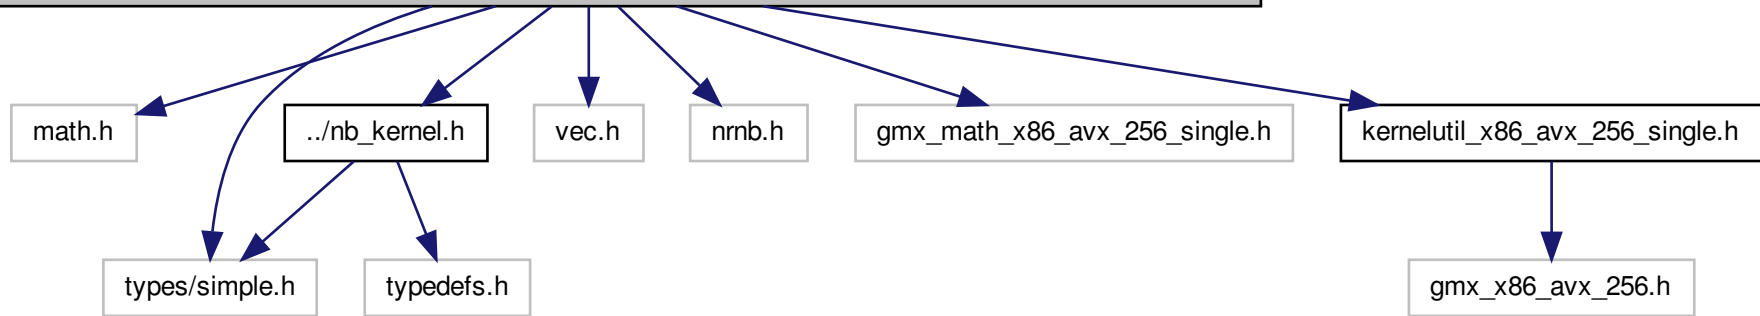 math.h
../nb_kernel.h
vec.h
nrnb.h
gmx_math_x86_avx_256_single.h
kernelutil_x86_avx_256_single.h
types/simple.h
typedefs.h
gmx_x86_avx_256.h